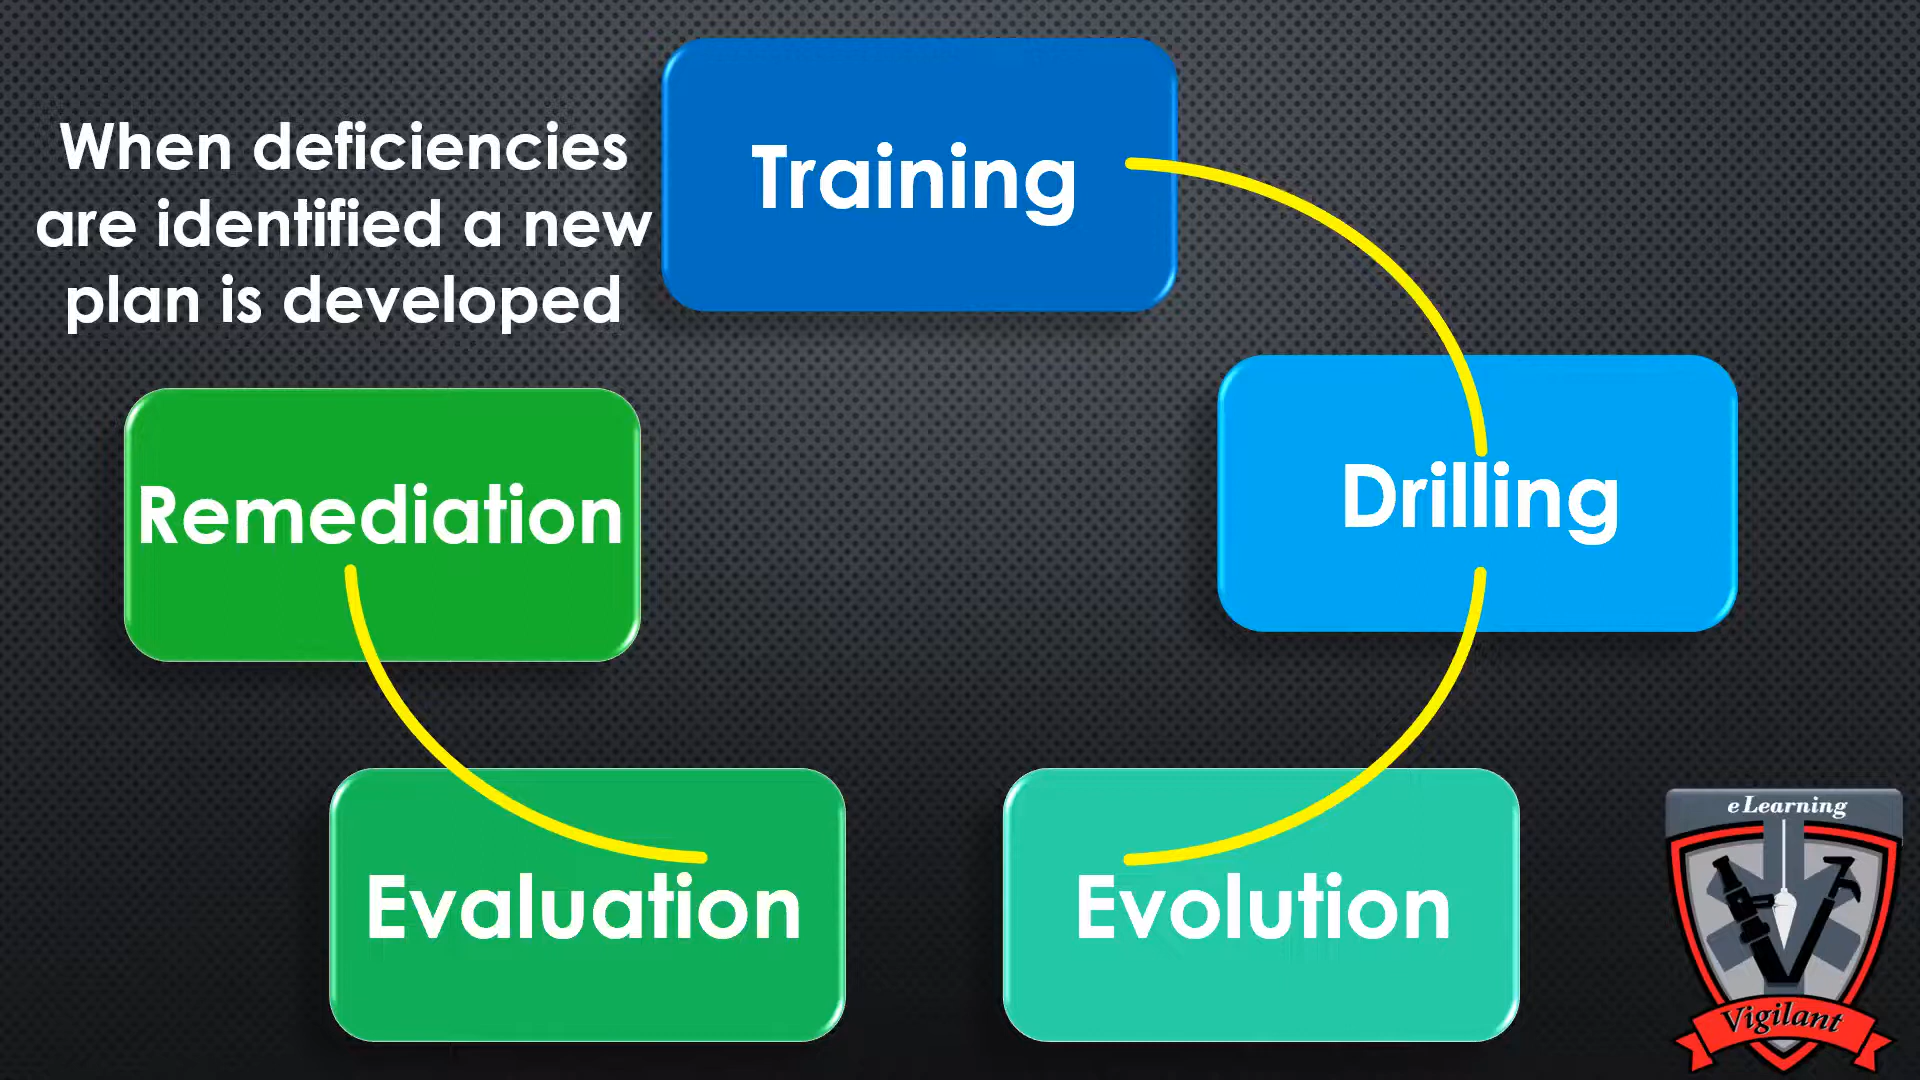 When deficiencies
are identified a new
plan is developed
Training
Drilling
Remediation
Evaluation
Evolution
eLearning
Vigilant